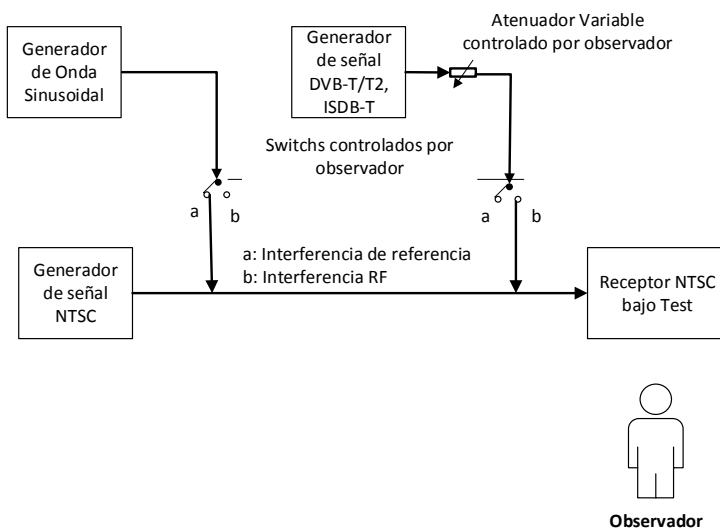 Generador
de Onda
Sinusoidal
Generador
de señal
DVB-T/T2,
ISDB-T
Atenuador Variable
controlado por observador
Switchs controlados por
observador
a
b
a
b
Generador
de señal
NTSC
a: Interferencia de referencia
b: Interferencia RF
Receptor NTSC
bajo Test
Observador